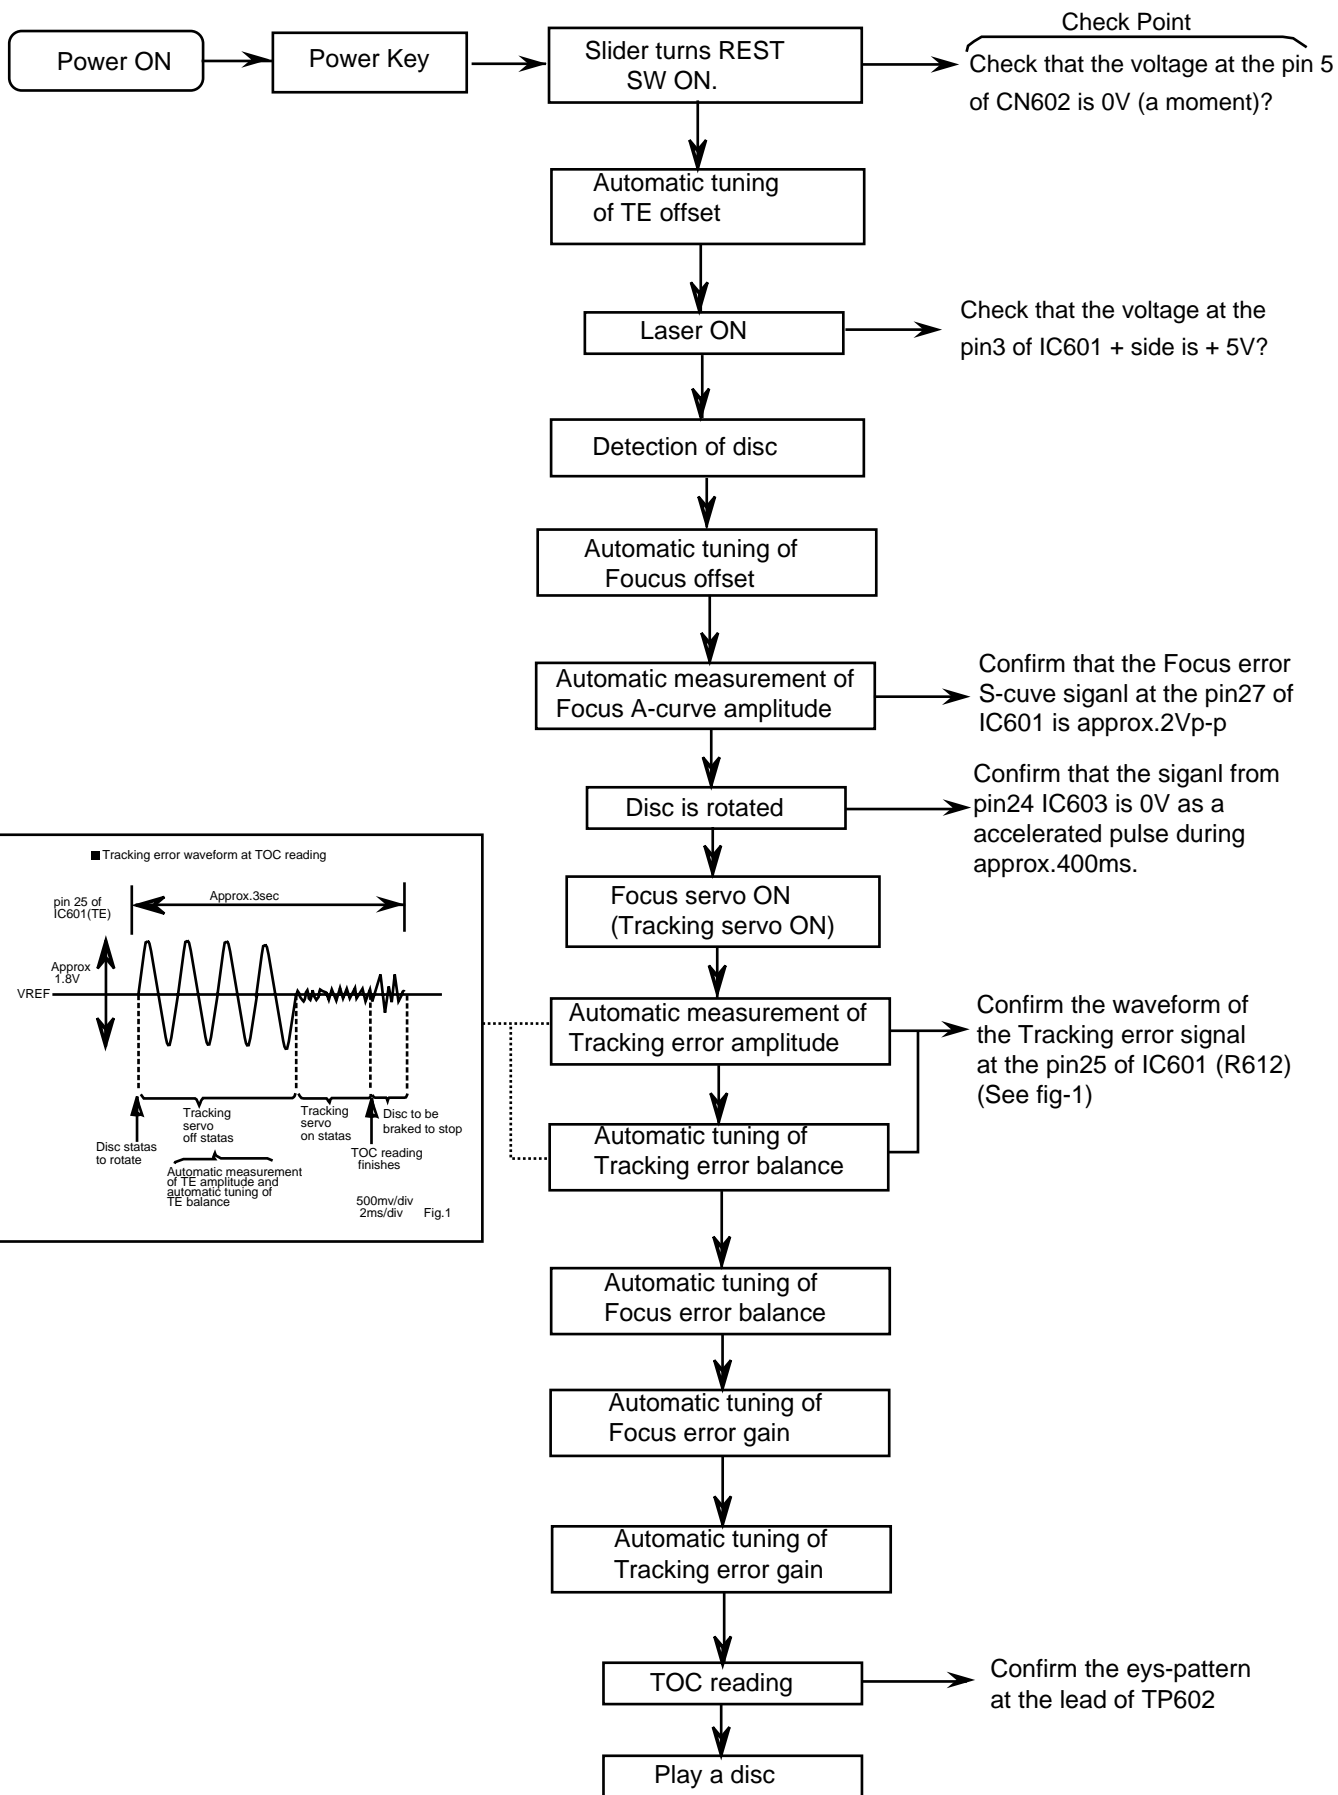 Check Point
Power ON
Power Key
Slider turns REST
SW ON.
Check that the voltage at the pin 5
of CN602 is 0V (a moment)?
Automatic tuning
of TE offset
Laser ON
Check that the voltage at the
pin3 of IC601 + side is + 5V?
Detection of disc
Automatic tuning of
Foucus offset
Automatic measurement of
Focus A-curve amplitude
Confirm that the Focus error
S-cuve siganl at the pin27 of
IC601 is approx.2Vp-p
Disc is rotated
Confirm that the siganl from
pin24 IC603 is 0V as a
accelerated pulse during
approx.400ms.
Focus servo ON
(Tracking servo ON)
■ Tracking error waveform at TOC reading
pin 25 of
IC601(TE)
Approx.3sec
Approx
1.8V
VREF
Disc statas
to rotate
Tracking
servo
off statas
Tracking
servo
on statas
Disc to be
braked to stop
TOC reading
finishes
Automatic measurement
of TE amplitude and
automatic tuning of
TE balance
500mv/div
2ms/div Fig.1
Automatic measurement of
Tracking error amplitude
Confirm the waveform of
the Tracking error signal
at the pin25 of IC601 (R612)
(See fig-1)
Automatic tuning of
Tracking error balance
Automatic tuning of
Focus error balance
Automatic tuning of
Focus error gain
Automatic tuning of
Tracking error gain
TOC reading
Confirm the eys-pattern
at the lead of TP602
Play a disc